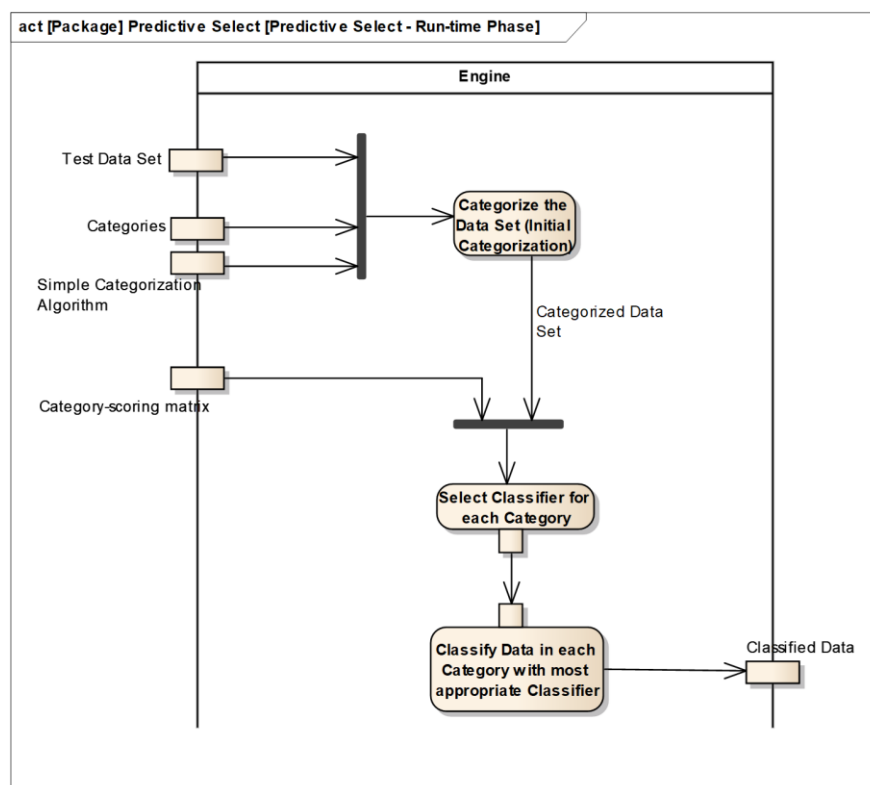 act [Package] Predictive Select [Predictive Select - Run-time Phase]
Engine
Test Data Set
Categories
Simple Categorization
Algorithm
Categorize the
Data Set (Initial
Categorization)
Categorized Data
Set
Category-scoring matrix
Select Classifier for
each Category
Classify Data in each
Category with most
appropriate Classifier
Classified Data